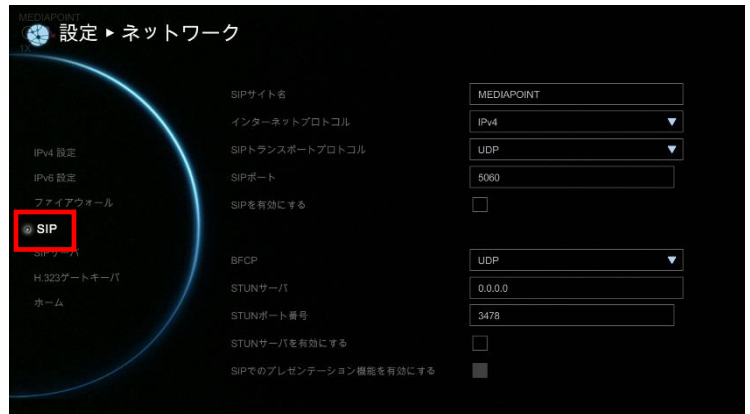 MEDIAPOINT
設定 ▸ ネットワーク
1X
SIPサイト名 MEDIAPOINT
インターネットプロトコル IPv4
IPv4 設定
SIPトランスポートプロトコル UDP
IPv6 設定
SIPポート 5060
ファイアウォール
SIPを有効にする
SIP
SIPサーバ
BFCP UDP
H.323ゲートキーパ
STUNサーバ 0.0.0.0
ホーム
STUNポート番号 3478
STUNサーバを有効にする
SIPでのプレゼンテーション機能を有効にする